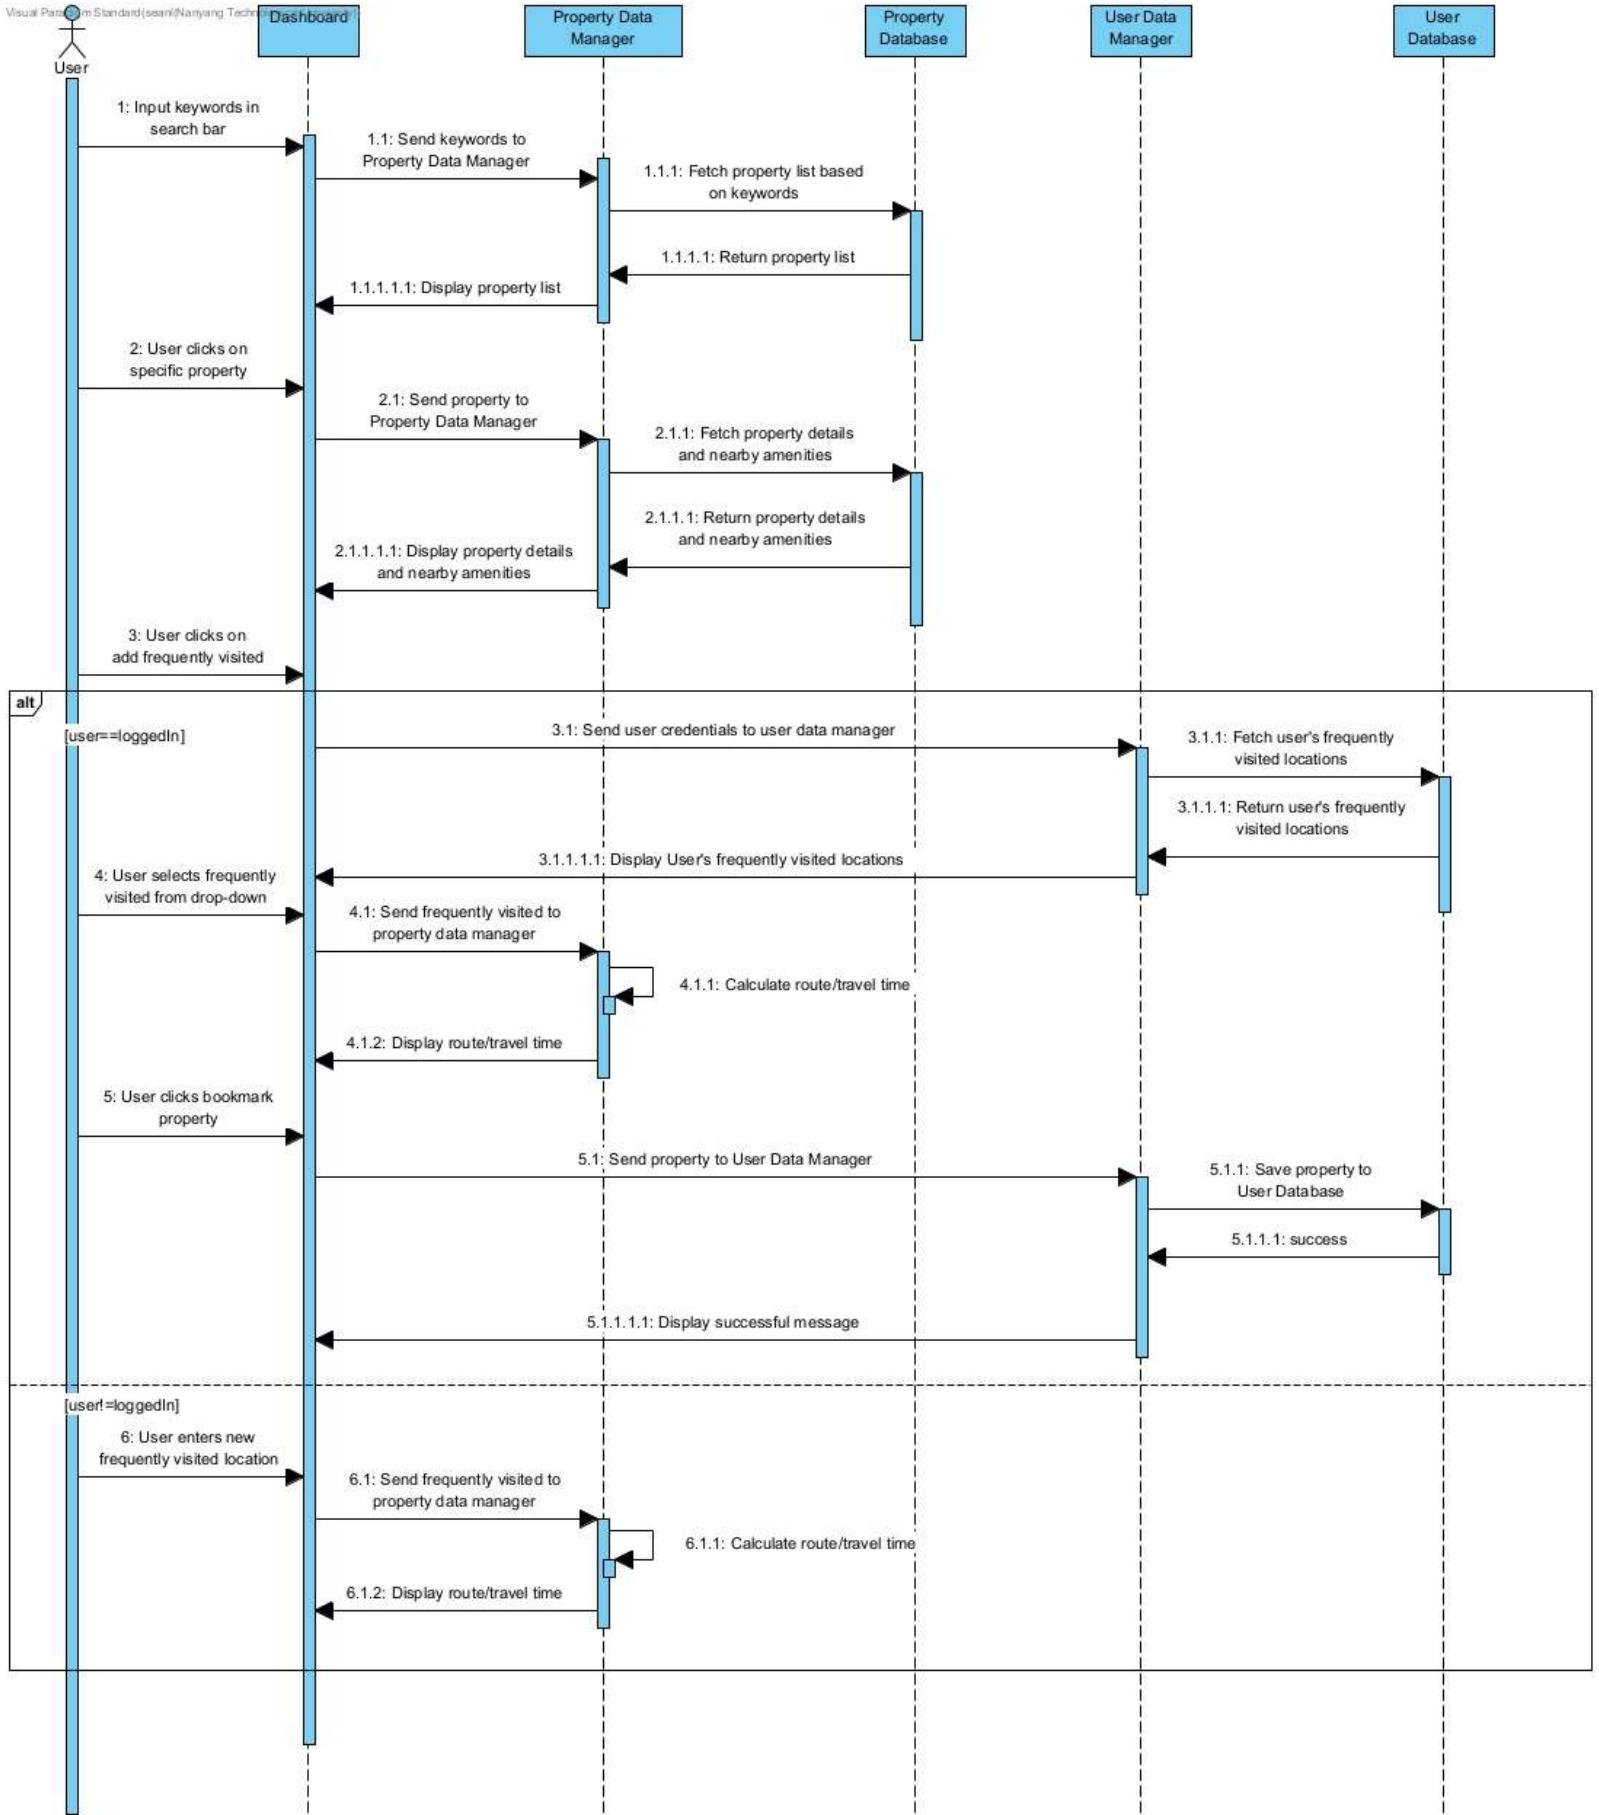 Visual Paradigm Standard(sean(Nanyang Technological University))
User
Dashboard
Property Data
Manager
Property
Database
User Data
Manager
User
Database
1: Input keywords in
search bar
1.1: Send keywords to
Property Data Manager
1.1.1: Fetch property list based
on keywords
1.1.1.1: Return property list
1.1.1.1.1: Display property list
2: User clicks on
specific property
2.1: Send property to
Property Data Manager
2.1.1: Fetch property details
and nearby amenities
2.1.1.1: Return property details
and nearby amenities
2.1.1.1.1: Display property details
and nearby amenities
3: User clicks on
add frequently visited
alt
[user==loggedIn]
3.1: Send user credentials to user data manager
3.1.1: Fetch user's frequently
visited locations
3.1.1.1: Return user's frequently
visited locations
3.1.1.1.1: Display User's frequently visited locations
4: User selects frequently
visited from drop-down
4.1: Send frequently visited to
property data manager
4.1.1: Calculate route/travel time
4.1.2: Display route/travel time
5: User clicks bookmark
property
5.1: Send property to User Data Manager
5.1.1: Save property to
User Database
5.1.1.1: success
5.1.1.1.1: Display successful message
[user!=loggedIn]
6: User enters new
frequently visited location
6.1: Send frequently visited to
property data manager
6.1.1: Calculate route/travel time
6.1.2: Display route/travel time